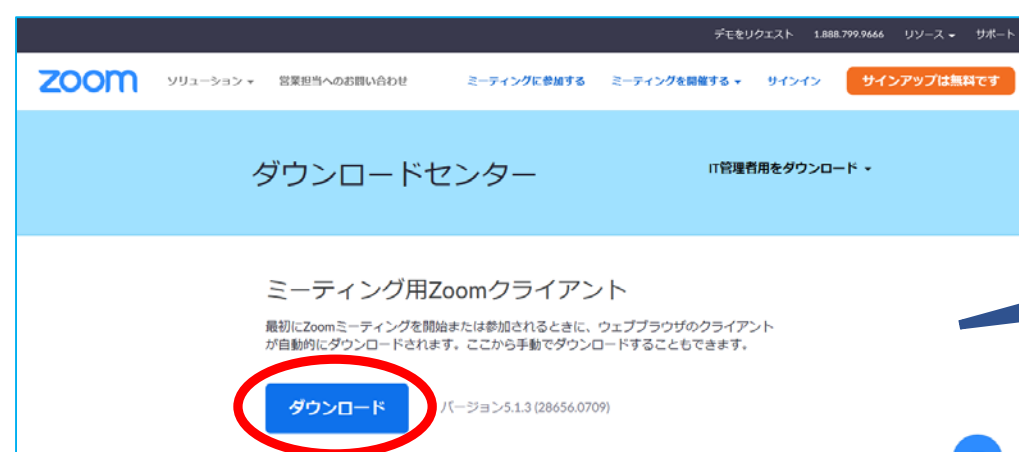 デモをリクエスト 1.888.799.9666 リソース サポート
zoom ソリューション 営業担当へのお問い合わせ ミーティングに参加する ミーティングを開催する サインイン サインアップは無料です
ダウンロードセンター IT管理者用をダウンロード
ミーティング用Zoomクライアント
最初にZoomミーティングを開始または参加されるときに、ウェブブラウザのクライアント
が自動的にダウンロードされます。ここから手動でダウンロードすることもできます。
ダウンロード バージョン5.1.3 (28656.0709)